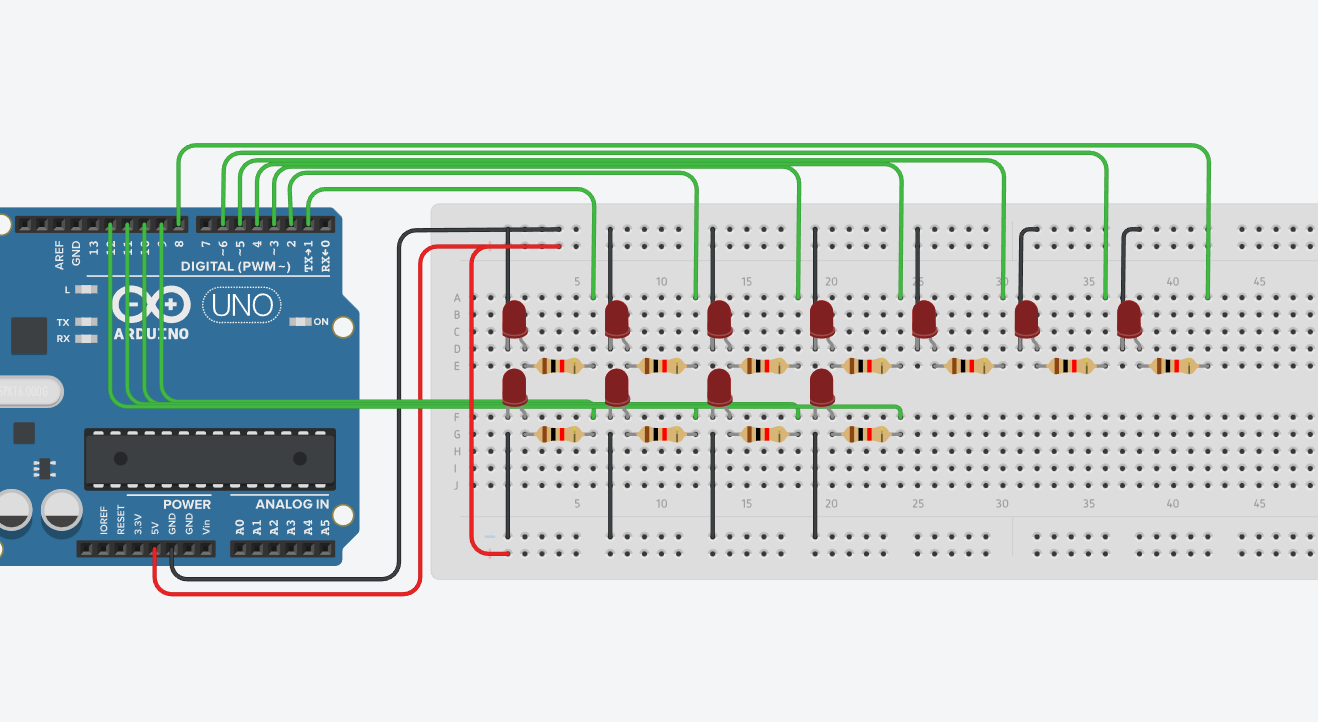 AREF
GND
13
12
11
10
~9
8
7
~6
~5
4
~3
2
TX→1
RX←0
DIGITAL (PWM~)
L
TX
RX
UNO
ON
ARDUINO
5 10 15 20 25 30 35 40 45
A
B
C
D
E
F
G
H
I
J
5 10 15 20 25 30 35 40 45
POWER
ANALOG IN
IOREF
RESET
3.3V
5V
GND
GND
Vin
A0
A1
A2
A3
A4
A5